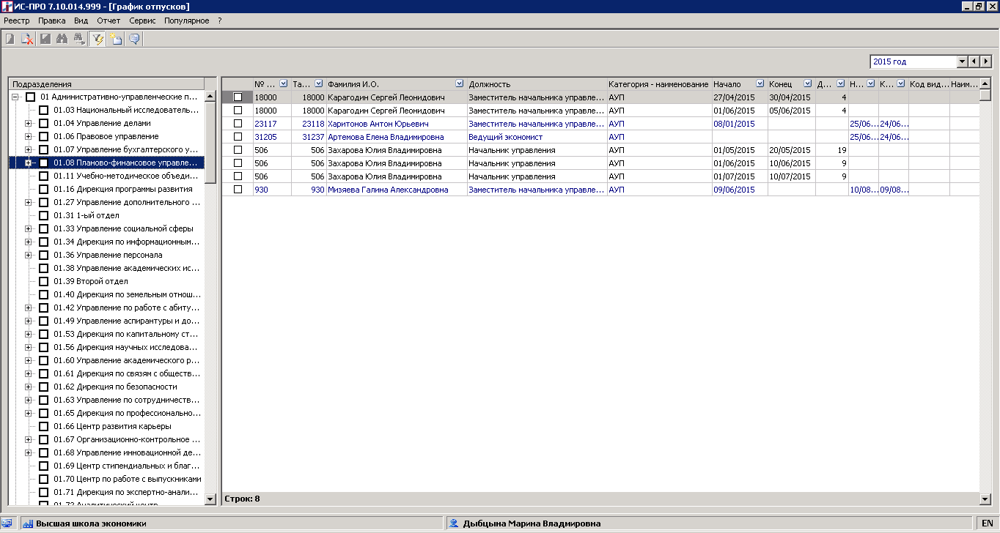 ИС-ПРО 7.10.014.999 - [График отпусков]
Реестр Правка Вид Отчет Сервис Популярное ?
2015 год
Подразделения
01 Административно-управленческие п...
01.03 Национальный исследователь...
01.04 Управление делами
01.06 Правовое управление
01.07 Управление бухгалтерского у...
01.08 Планово-финансовое управле...
01.11 Учебно-методическое объеди...
01.16 Дирекция программы развития
01.27 Управление дополнительного ...
01.31 1-ый отдел
01.33 Управление социальной сферы
01.34 Дирекция по информационным...
01.36 Управление персонала
01.38 Управление академических ис...
01.39 Второй отдел
01.40 Дирекция по земельным отнош...
01.42 Управление по работе с абиту...
01.49 Управление аспирантуры и до...
01.53 Дирекция по капитальному ст...
01.56 Дирекция научных исследова...
01.60 Управление академического р...
01.61 Дирекция по связям с обществ...
01.62 Дирекция по безопасности
01.63 Управление по сотрудничеств...
01.65 Дирекция по профессионально...
01.66 Центр развития карьеры
01.67 Организационно-контрольное ...
01.68 Управление инновационной де...
01.69 Центр стипендиальных и благ...
01.70 Центр по работе с выпускниками
01.71 Дирекция по экспертно-анали...
01.72 Аналитический центр
№ ... Та... Фамилия И.О. Должность Категория - наименование Начало Конец Д... Н... К... Код вид... Наим...
18000 18000 Карагодин Сергей Леонидович Заместитель начальника управле... АУП 27/04/2015 30/04/2015 4
18000 18000 Карагодин Сергей Леонидович Заместитель начальника управле... АУП 01/06/2015 05/06/2015 4
23117 23118 Харитонов Антон Юрьевич Заместитель начальника управле... АУП 08/01/2015 25/06... 24/06...
31205 31237 Артемова Елена Владимировна Ведущий экономист АУП 25/06... 24/06...
506 506 Захарова Юлия Владимировна Начальник управления АУП 01/05/2015 20/05/2015 19
506 506 Захарова Юлия Владимировна Начальник управления АУП 01/06/2015 10/06/2015 9
506 506 Захарова Юлия Владимировна Начальник управления АУП 01/07/2015 10/07/2015 9
930 930 Мизяева Галина Александровна Заместитель начальника управле... АУП 09/06/2015 10/08... 09/08...
Строк: 8
Высшая школа экономики Дыбцына Марина Владмировна EN